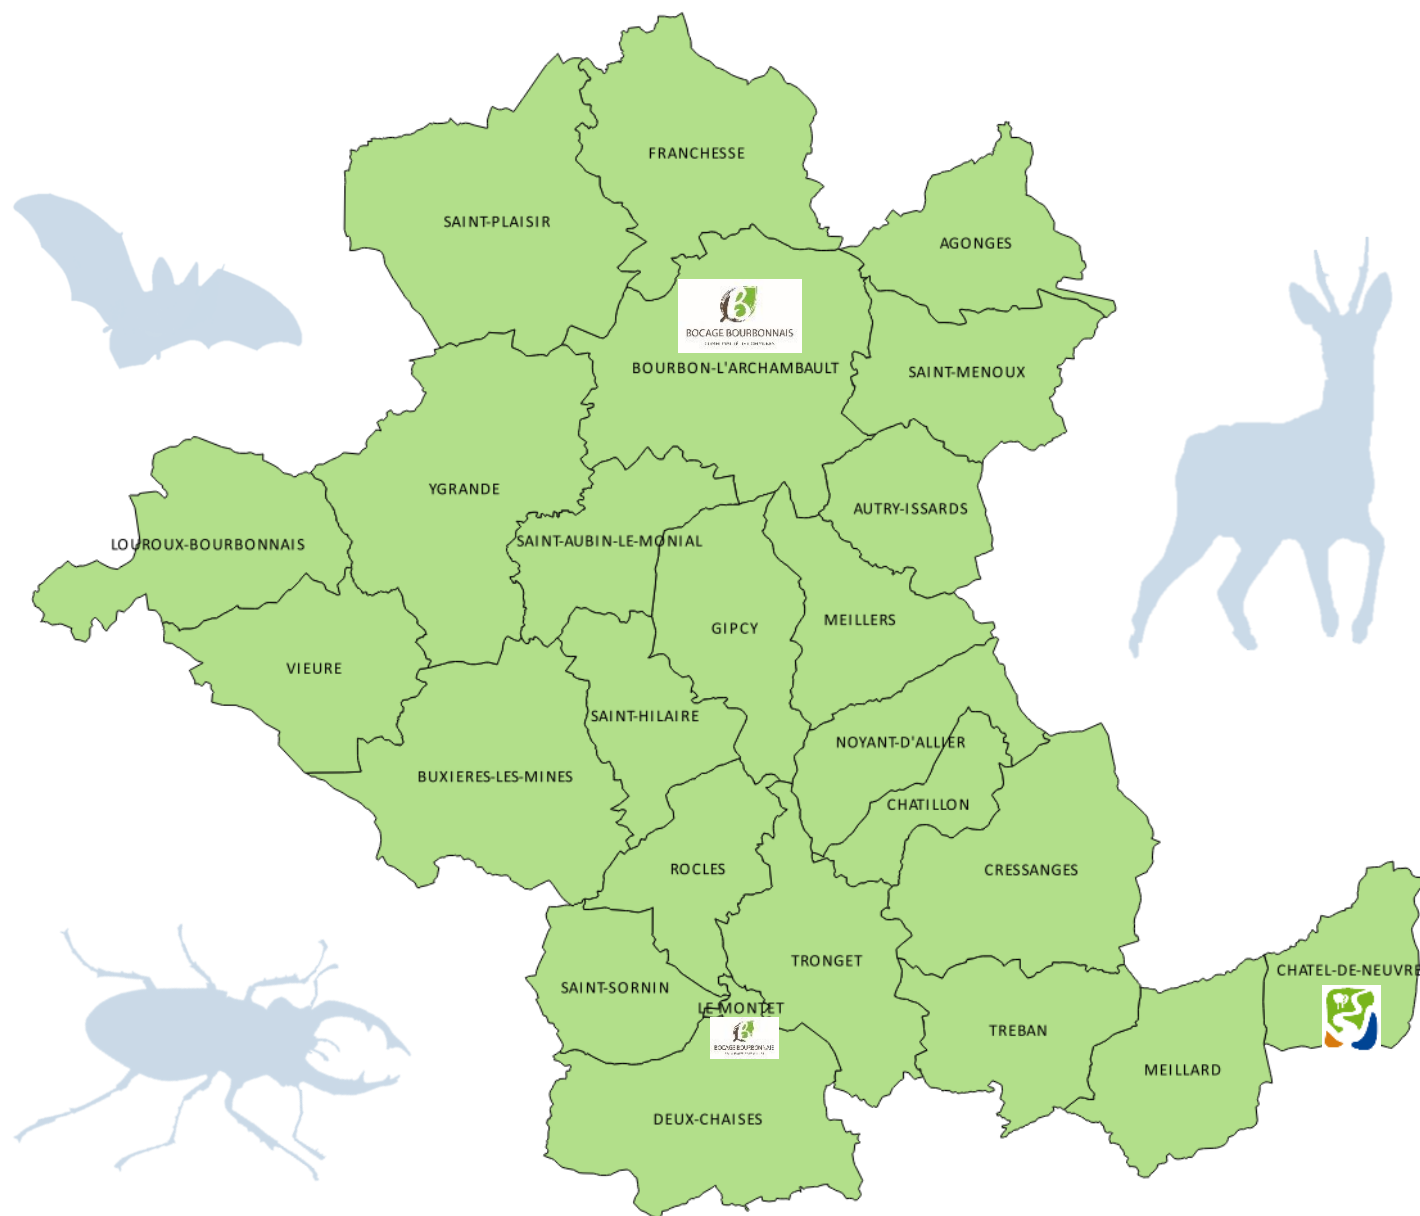 FRANCHESSE
SAINT-PLAISIR
AGONGES
BOCAGE BOURBONNAIS
BOURBON-L'ARCHAMBAULT
SAINT-MENOUX
YGRANDE
AUTRY-ISSARDS
LOUROUX-BOURBONNAIS
SAINT-AUBIN-LE-MONIAL
MEILLERS
GIPCY
VIEURE
SAINT-HILAIRE
NOYANT-D'ALLIER
BUXIERES-LES-MINES
CHATILLON
ROCLES
CRESSANGES
TRONGET
CHATEL-DE-NEUVRE
SAINT-SORNIN
LE MONTET
TREBAN
BOCAGE BOURBONNAIS
MEILLARD
DEUX-CHAISES